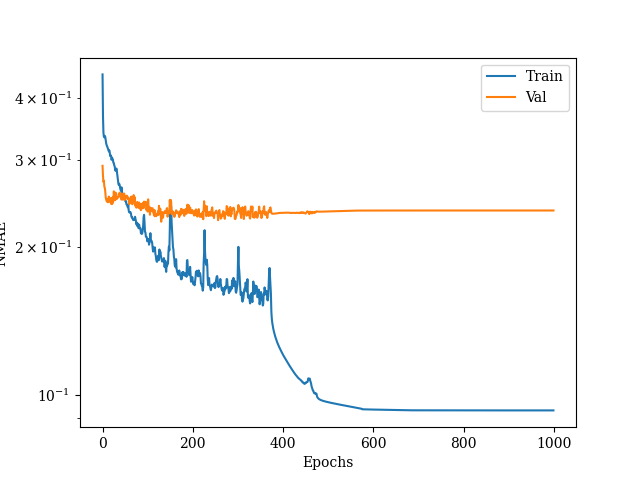 Train
Val
4 × 10⁻¹
3 × 10⁻¹
2 × 10⁻¹
10⁻¹
NMAE
0 200 400 600 800 1000
Epochs